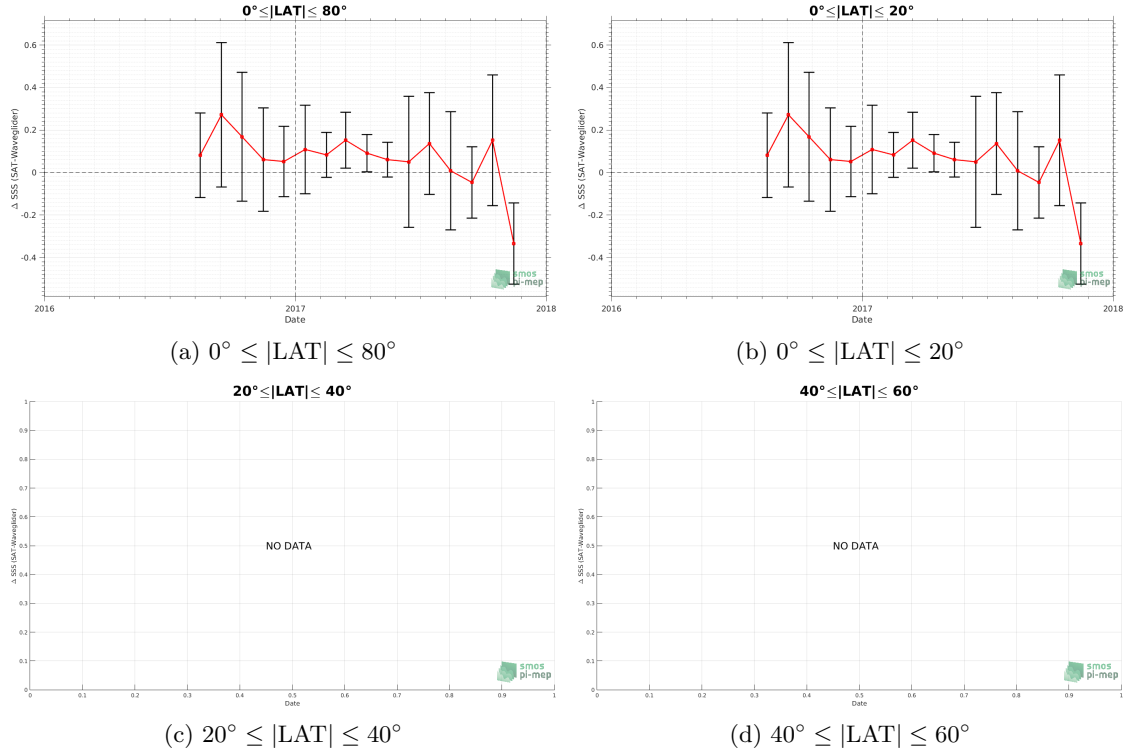 0°≤|LAT|≤ 80°
Δ SSS (SAT-Waveglider)
0.6
0.4
0.2
0
-0.2
-0.4
smos
pi-mep
2016
2017
2018
Date
(a) 0° ≤ |LAT| ≤ 80°
0°≤|LAT|≤ 20°
Δ SSS (SAT-Waveglider)
0.6
0.4
0.2
0
-0.2
-0.4
smos
pi-mep
2016
2017
2018
Date
(b) 0° ≤ |LAT| ≤ 20°
20°≤|LAT|≤ 40°
Δ SSS (SAT-Waveglider)
1
0.9
0.8
0.7
0.6
0.5
0.4
0.3
0.2
0.1
0
NO DATA
smos
pi-mep
0 0.1 0.2 0.3 0.4 0.5 0.6 0.7 0.8 0.9 1
Date
(c) 20° ≤ |LAT| ≤ 40°
40°≤|LAT|≤ 60°
Δ SSS (SAT-Waveglider)
1
0.9
0.8
0.7
0.6
0.5
0.4
0.3
0.2
0.1
0
NO DATA
smos
pi-mep
0 0.1 0.2 0.3 0.4 0.5 0.6 0.7 0.8 0.9 1
Date
(d) 40° ≤ |LAT| ≤ 60°